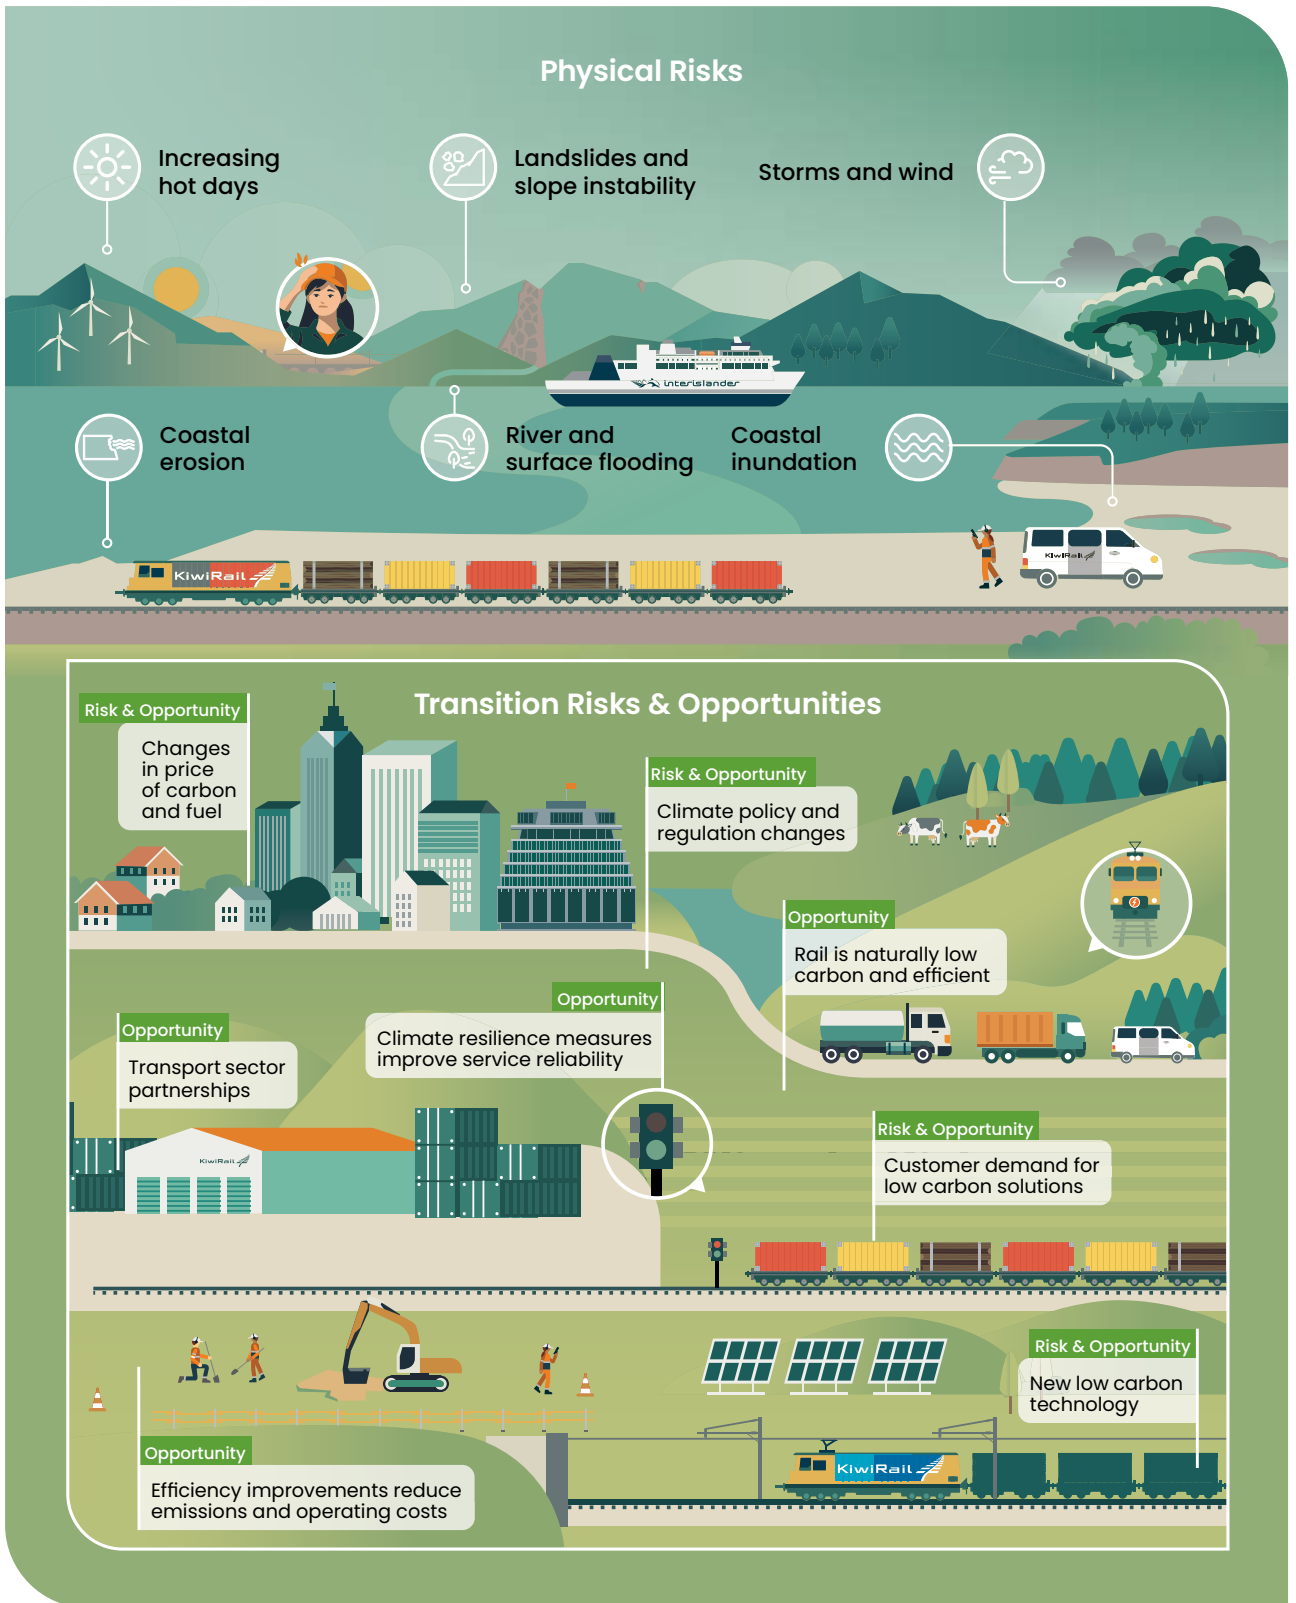 Physical Risks
Increasing
hot days
Landslides and
slope instability
Storms and wind
interislander
Coastal
erosion
River and
surface flooding
Coastal
inundation
KiwiRail
KiwiRail
Transition Risks & Opportunities
Risk & Opportunity
Changes
in price
of carbon
and fuel
Risk & Opportunity
Climate policy and
regulation changes
Opportunity
Rail is naturally low
carbon and efficient
Opportunity
Climate resilience measures
improve service reliability
Opportunity
Transport sector
partnerships
KiwiRail
Risk & Opportunity
Customer demand for
low carbon solutions
Risk & Opportunity
New low carbon
technology
Opportunity
Efficiency improvements reduce
emissions and operating costs
KiwiRail